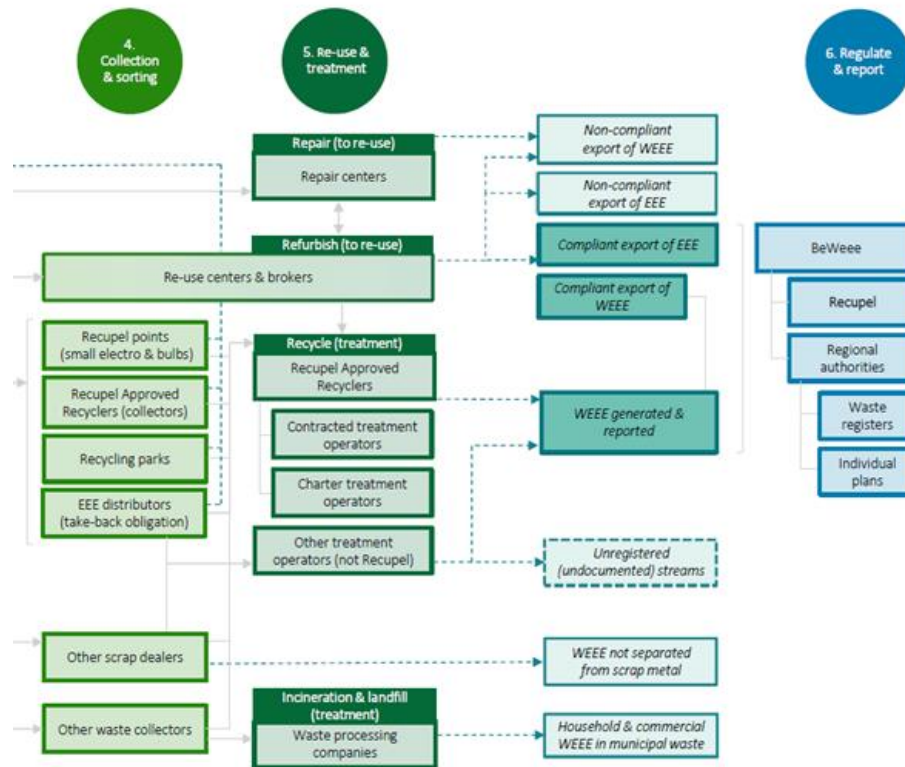 4.
Collection
& sorting
5. Re-use &
treatment
6. Regulate
& report
Repair (to re-use)
Repair centers
Non-compliant
export of WEEE
Non-compliant
export of EEE
Refurbish (to re-use)
Re-use centers & brokers
Compliant export of EEE
Compliant export of
WEEE
BeWeee
Recupel
Regional
authorities
Waste
registers
Individual
plans
Recupel points
(small electro & bulbs)
Recupel Approved
Recyclers (collectors)
Recycling parks
EEE distributors
(take-back obligation)
Recycle (treatment)
Recupel Approved
Recyclers
Contracted treatment
operators
Charter treatment
operators
Other treatment
operators (not Recupel)
WEEE generated &
reported
Unregistered
(undocumented) streams
Other scrap dealers
WEEE not separated
from scrap metal
Other waste collectors
Incineration & landfill
(treatment)
Waste processing
companies
Household & commercial
WEEE in municipal waste